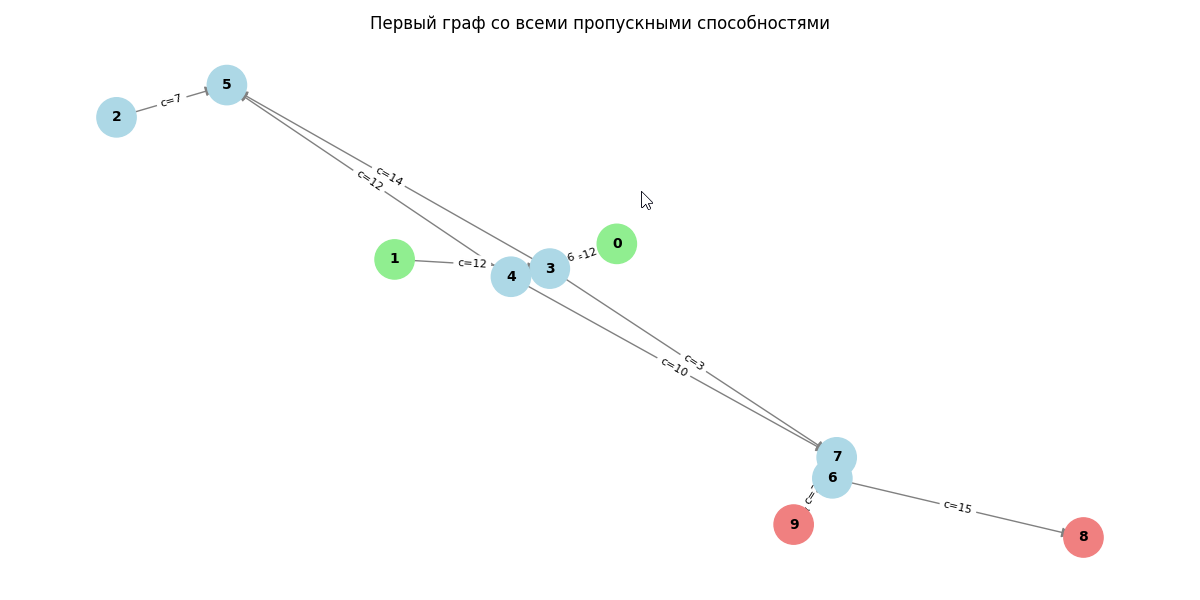 Первый граф со всеми пропускными способностями
5
c=7
2
c=14
c=12
0
1
c=12
4
3
c=3
c=10
7
6
c=15
9
8